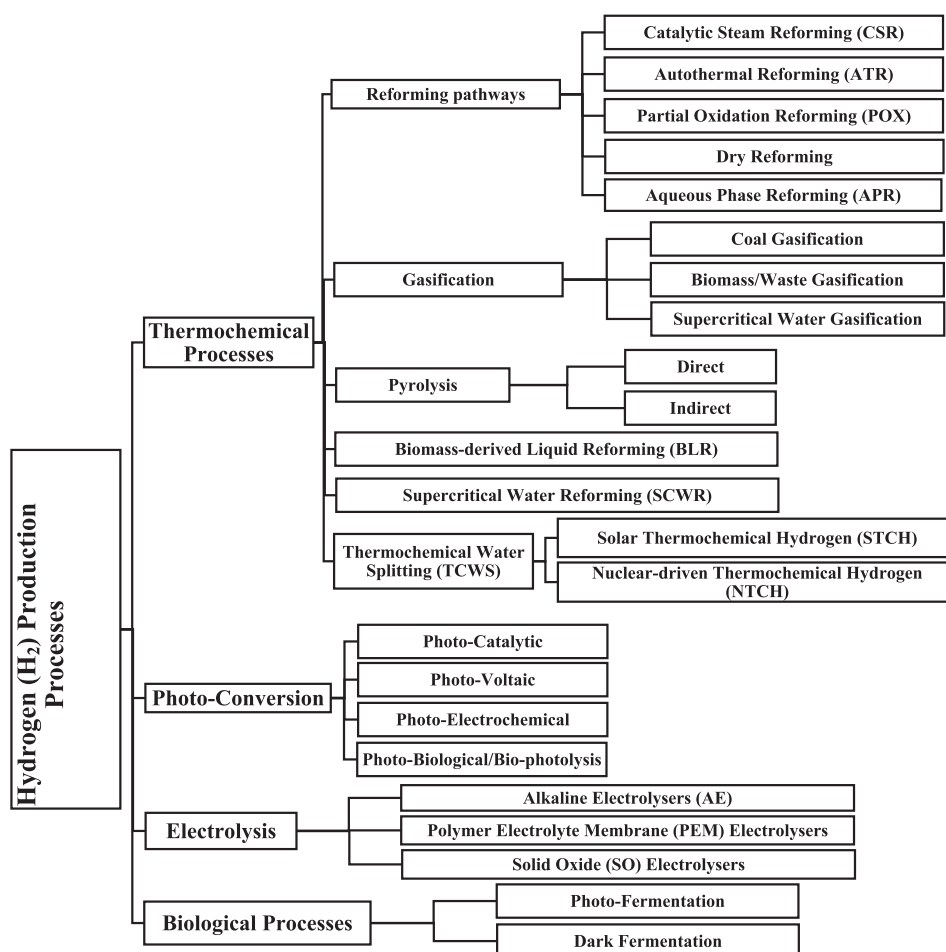 Hydrogen (H₂) Production
Processes
Thermochemical
Processes
Reforming pathways
Catalytic Steam Reforming (CSR)
Autothermal Reforming (ATR)
Partial Oxidation Reforming (POX)
Dry Reforming
Aqueous Phase Reforming (APR)
Gasification
Coal Gasification
Biomass/Waste Gasification
Supercritical Water Gasification
Pyrolysis
Direct
Indirect
Biomass-derived Liquid Reforming (BLR)
Supercritical Water Reforming (SCWR)
Thermochemical Water
Splitting (TCWS)
Solar Thermochemical Hydrogen (STCH)
Nuclear-driven Thermochemical Hydrogen
(NTCH)
Photo-Conversion
Photo-Catalytic
Photo-Voltaic
Photo-Electrochemical
Photo-Biological/Bio-photolysis
Electrolysis
Alkaline Electrolysers (AE)
Polymer Electrolyte Membrane (PEM) Electrolysers
Solid Oxide (SO) Electrolysers
Biological Processes
Photo-Fermentation
Dark Fermentation